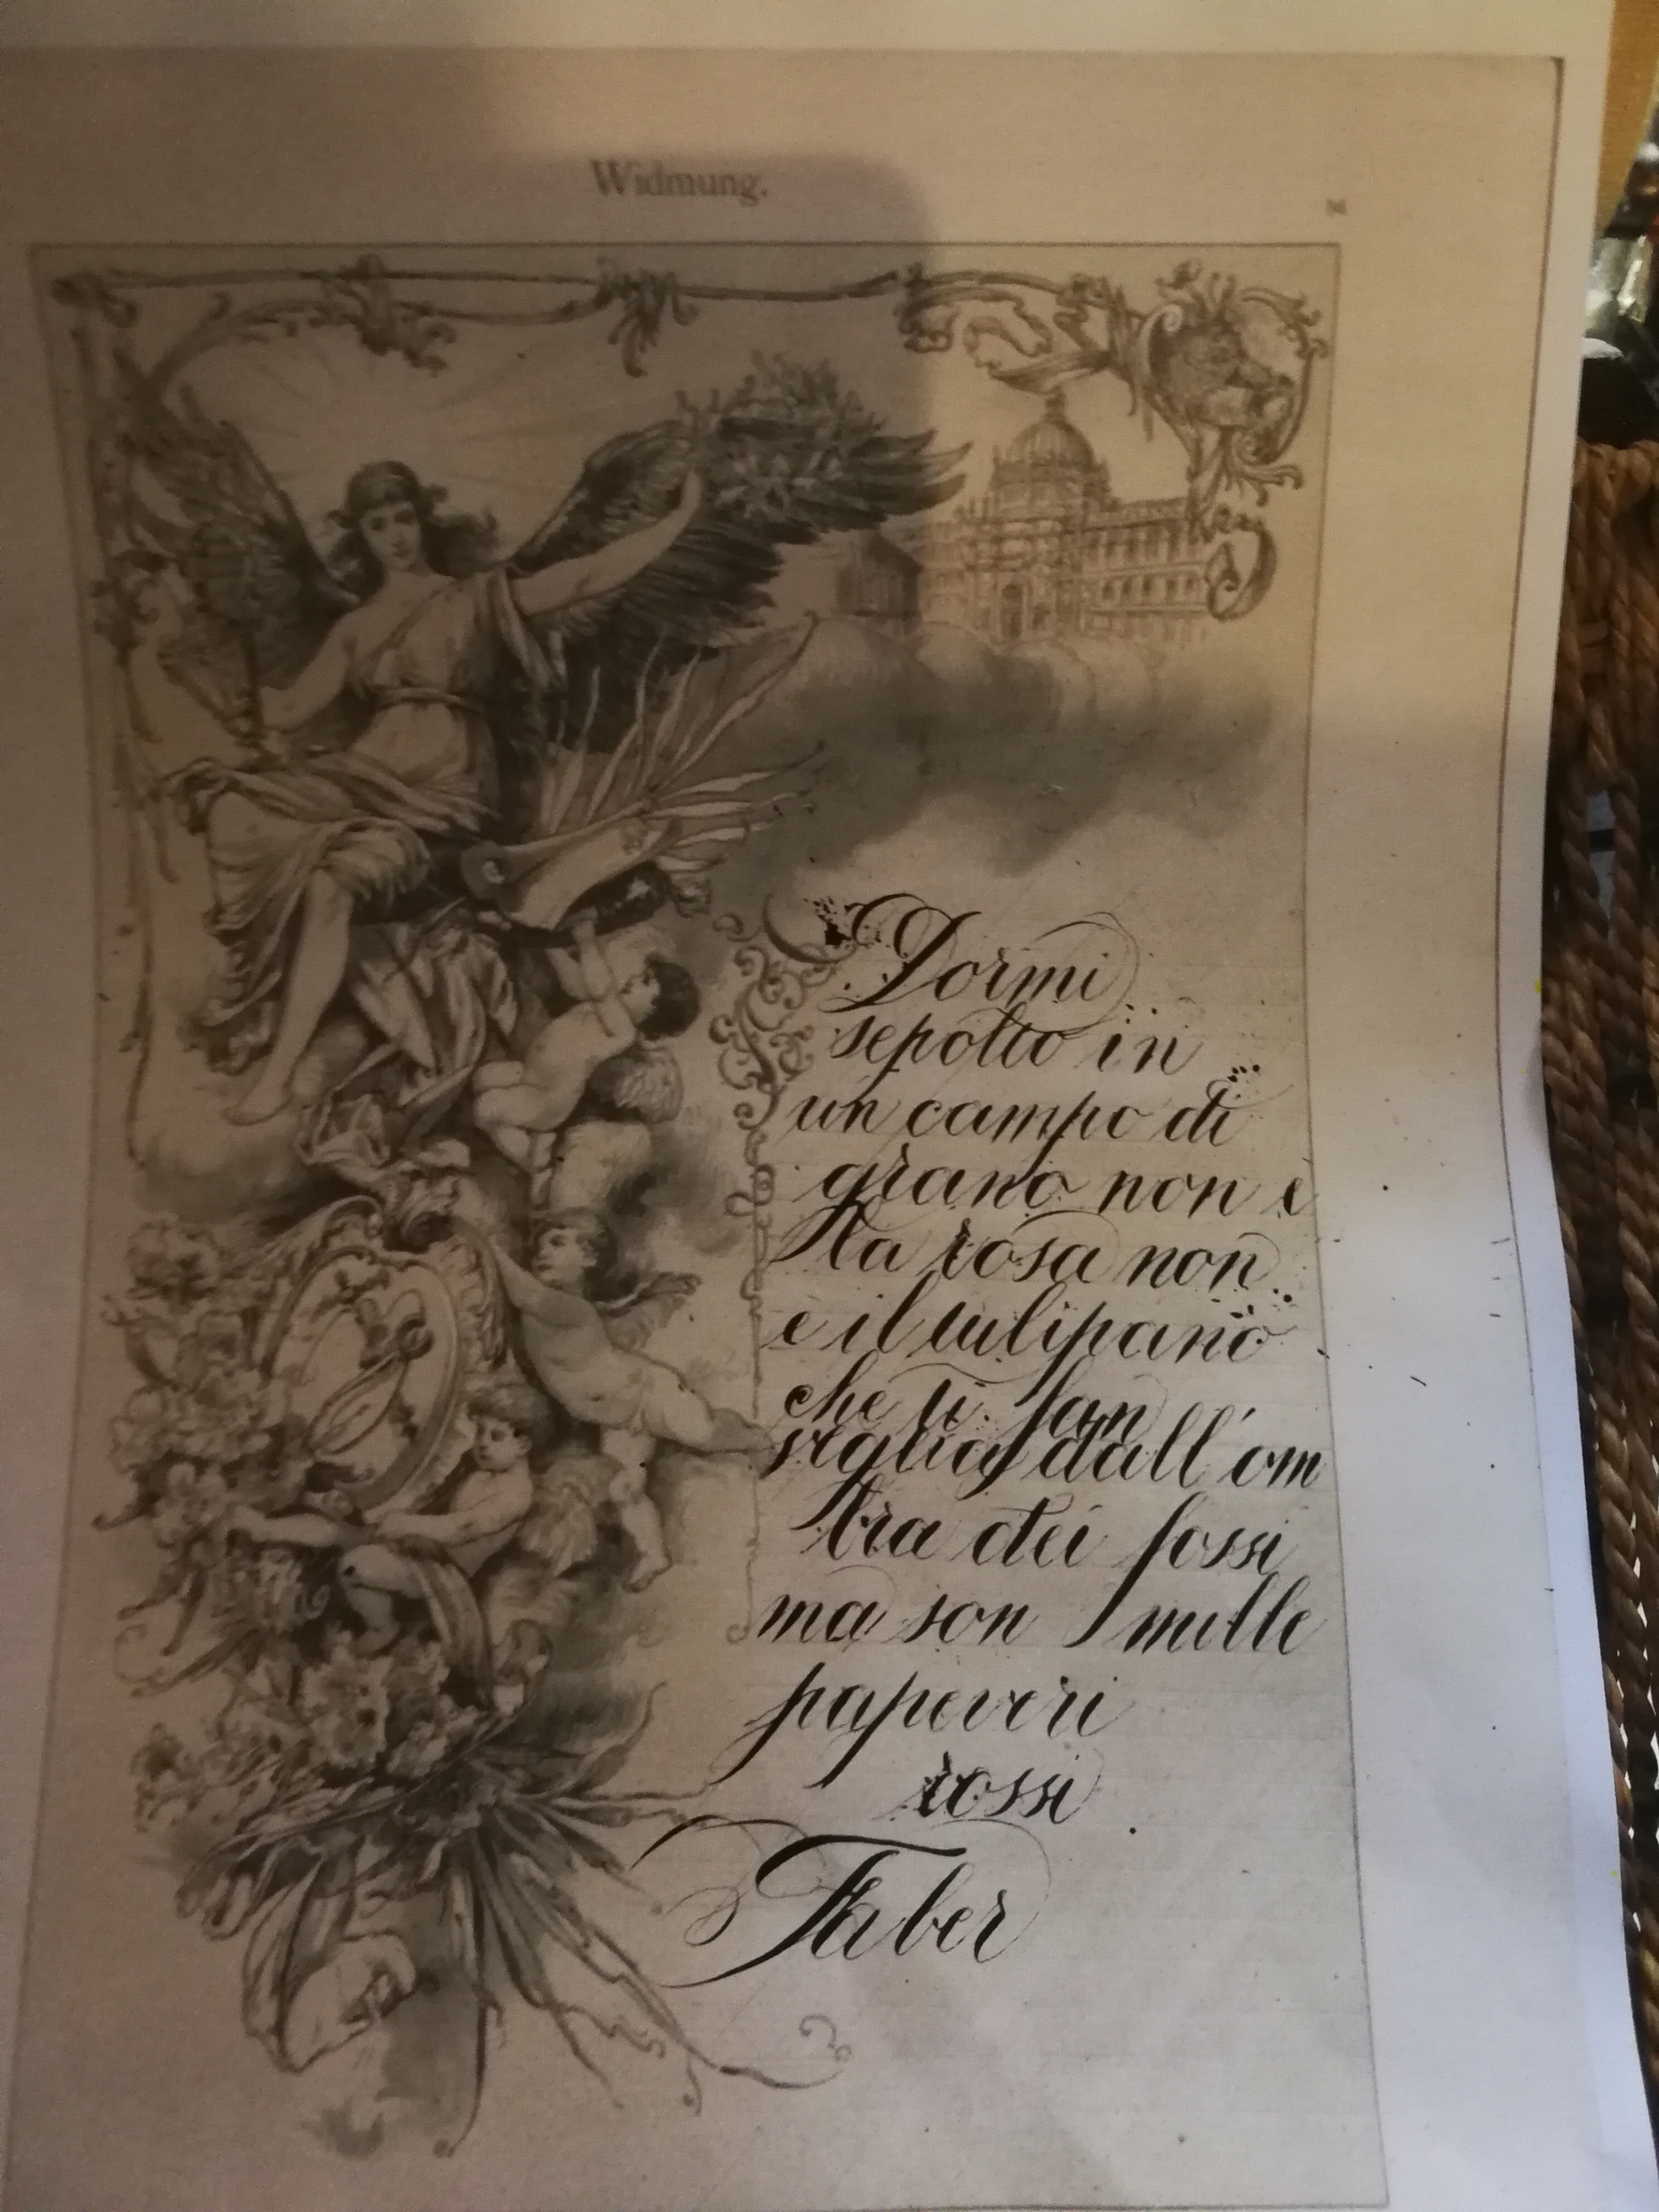 Widmung.
Dormi
sepolto in
un campo di
grano non e
la rosa non
e il tulipano
che ti fan
veglia dall'om
bra dei fossi
ma son mille
papaveri
rossi
Faber